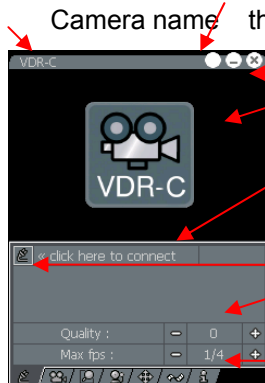 Camera name th
VDR-C
VDR-C
« click here to connect
Quality : − 0 +
Max fps : − 1/4 +